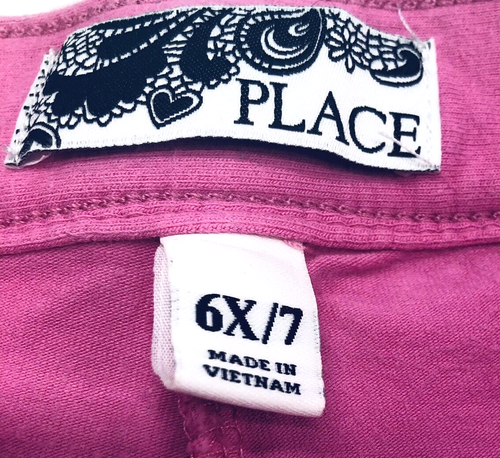 PLACE
6X/7
MADE IN
VIETNAM